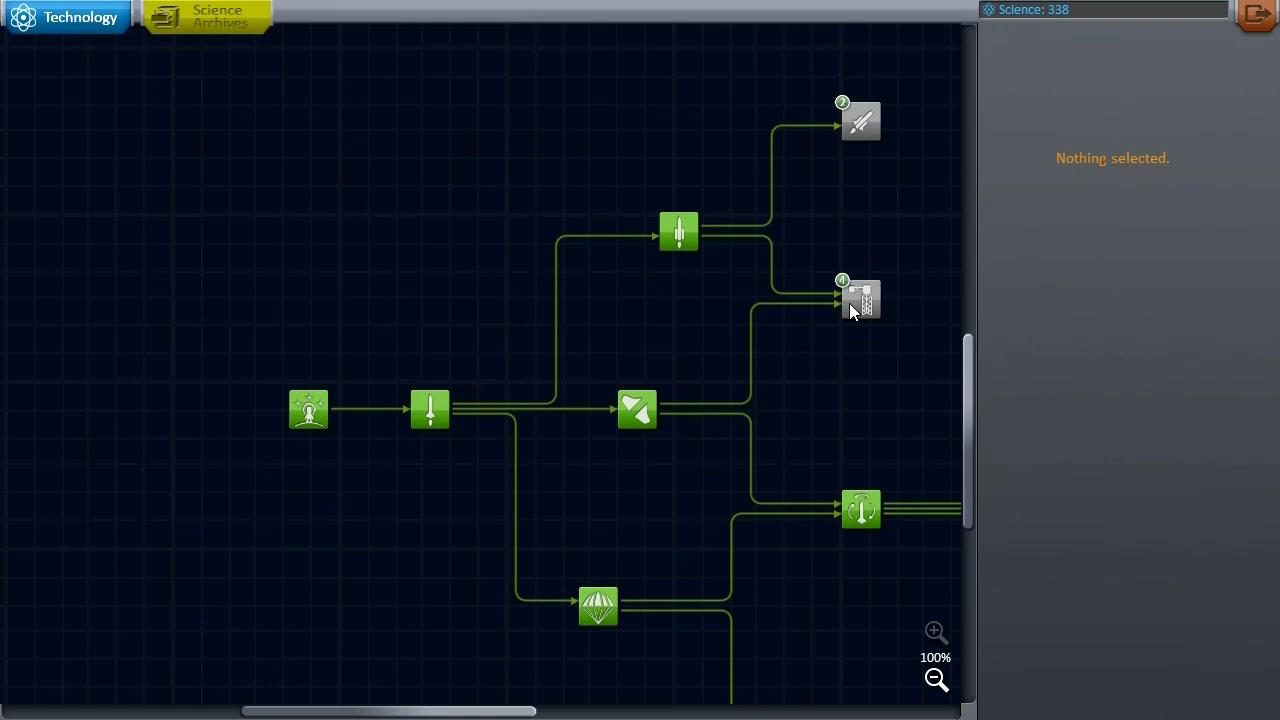 Technology
Science
Archives
Science: 338
Nothing selected.
2
4
100%